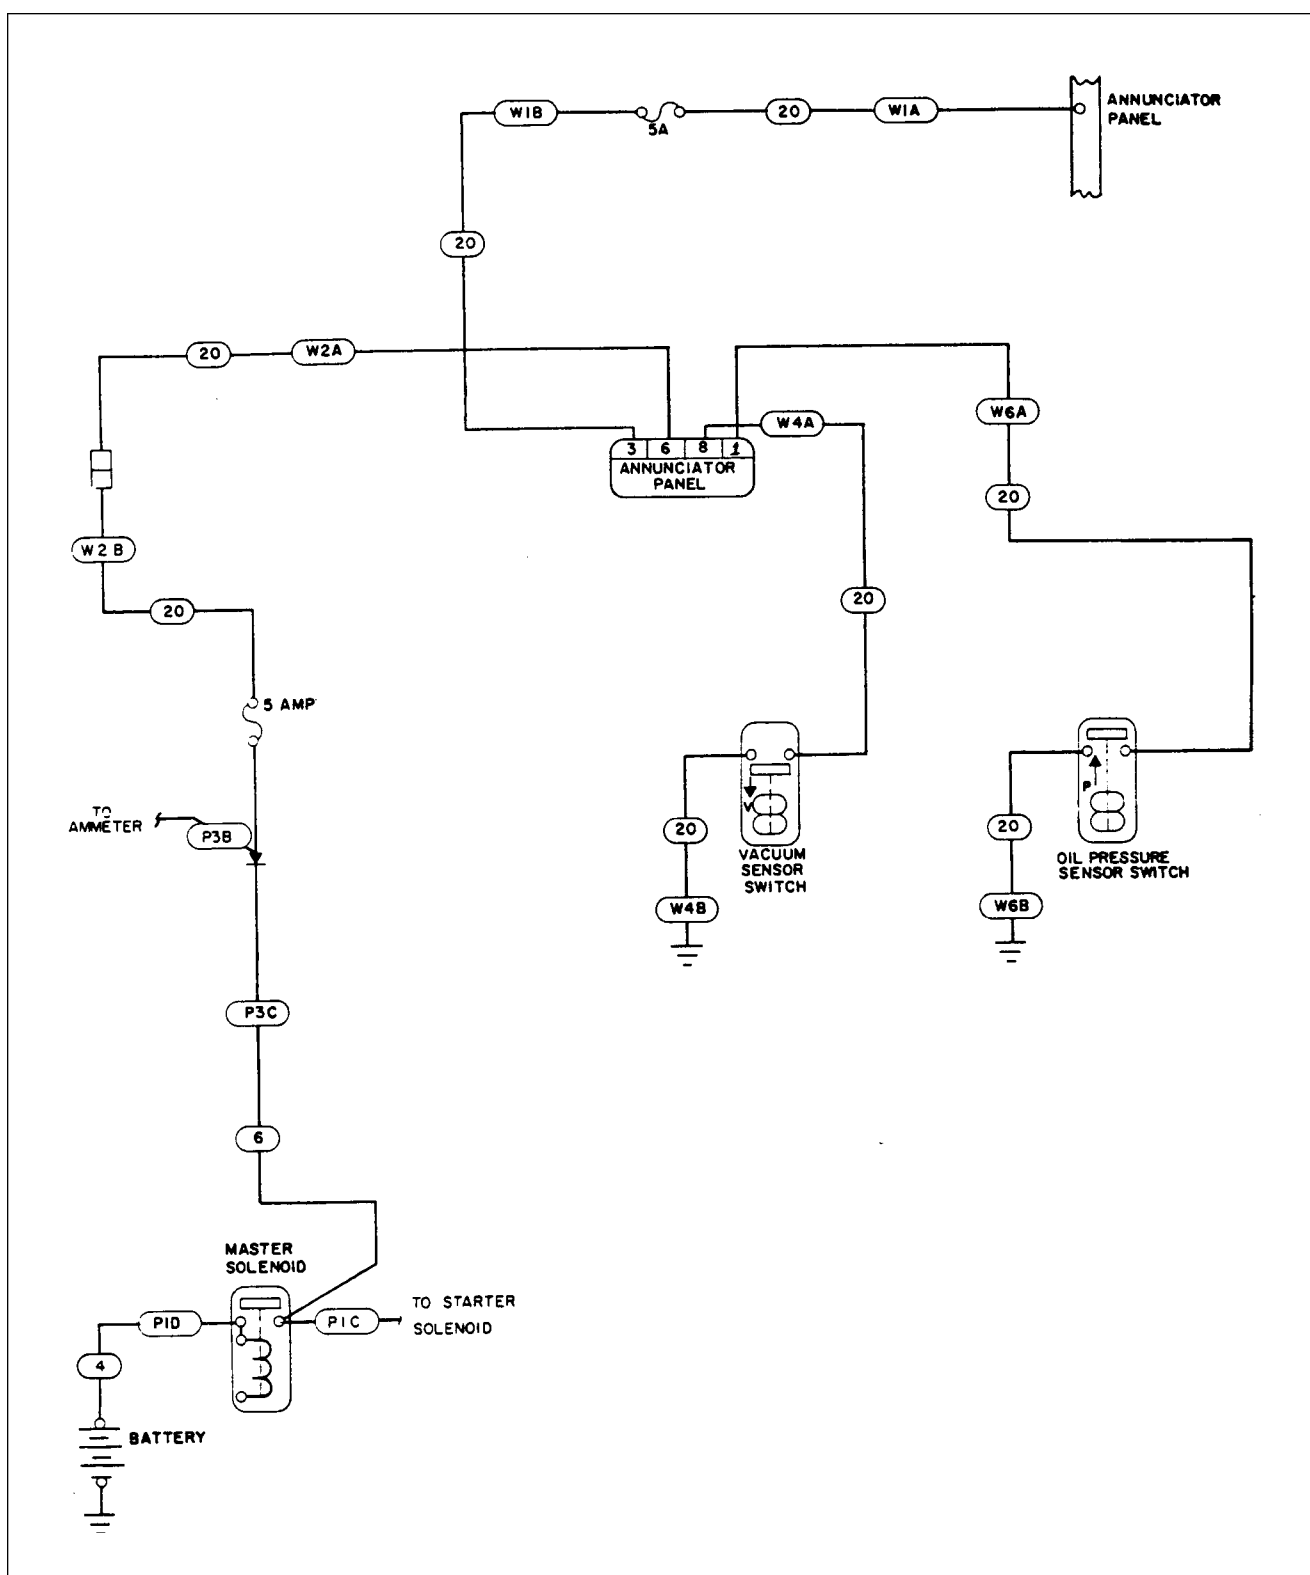 W1B
5A
20
W1A
ANNUNCIATOR
PANEL
20
20
W2A
W6A
W4A
3 6 8 1
ANNUNCIATOR
PANEL
20
W2B
20
20
5 AMP
TO
AMMETER
P3B
P
V
20
20
VACUUM
SENSOR
SWITCH
OIL PRESSURE
SENSOR SWITCH
W4B
W6B
P3C
6
MASTER
SOLENOID
P1D
P1C
TO STARTER
SOLENOID
4
BATTERY